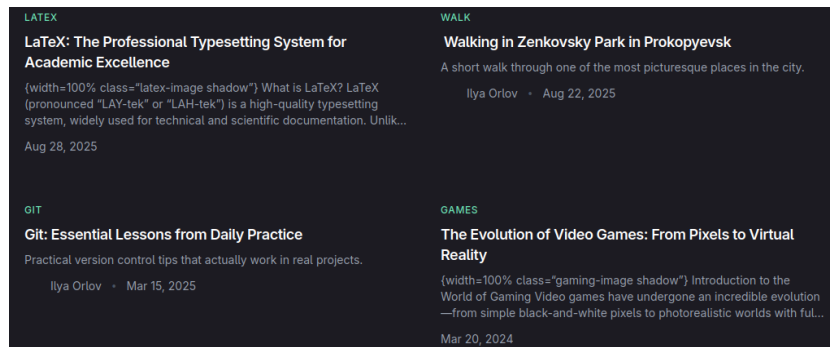 LATEX
LaTeX: The Professional Typesetting System for
Academic Excellence
{width=100% class=“latex-image shadow”} What is LaTeX? LaTeX
(pronounced “LAY-tek” or “LAH-tek”) is a high-quality typesetting
system, widely used for technical and scientific documentation. Unlik...
Aug 28, 2025
WALK
Walking in Zenkovsky Park in Prokopyevsk
A short walk through one of the most picturesque places in the city.
Ilya Orlov • Aug 22, 2025
GIT
Git: Essential Lessons from Daily Practice
Practical version control tips that actually work in real projects.
Ilya Orlov • Mar 15, 2025
GAMES
The Evolution of Video Games: From Pixels to Virtual
Reality
{width=100% class=“gaming-image shadow”} Introduction to the
World of Gaming Video games have undergone an incredible evolution
—from simple black-and-white pixels to photorealistic worlds with ful...
Mar 20, 2024